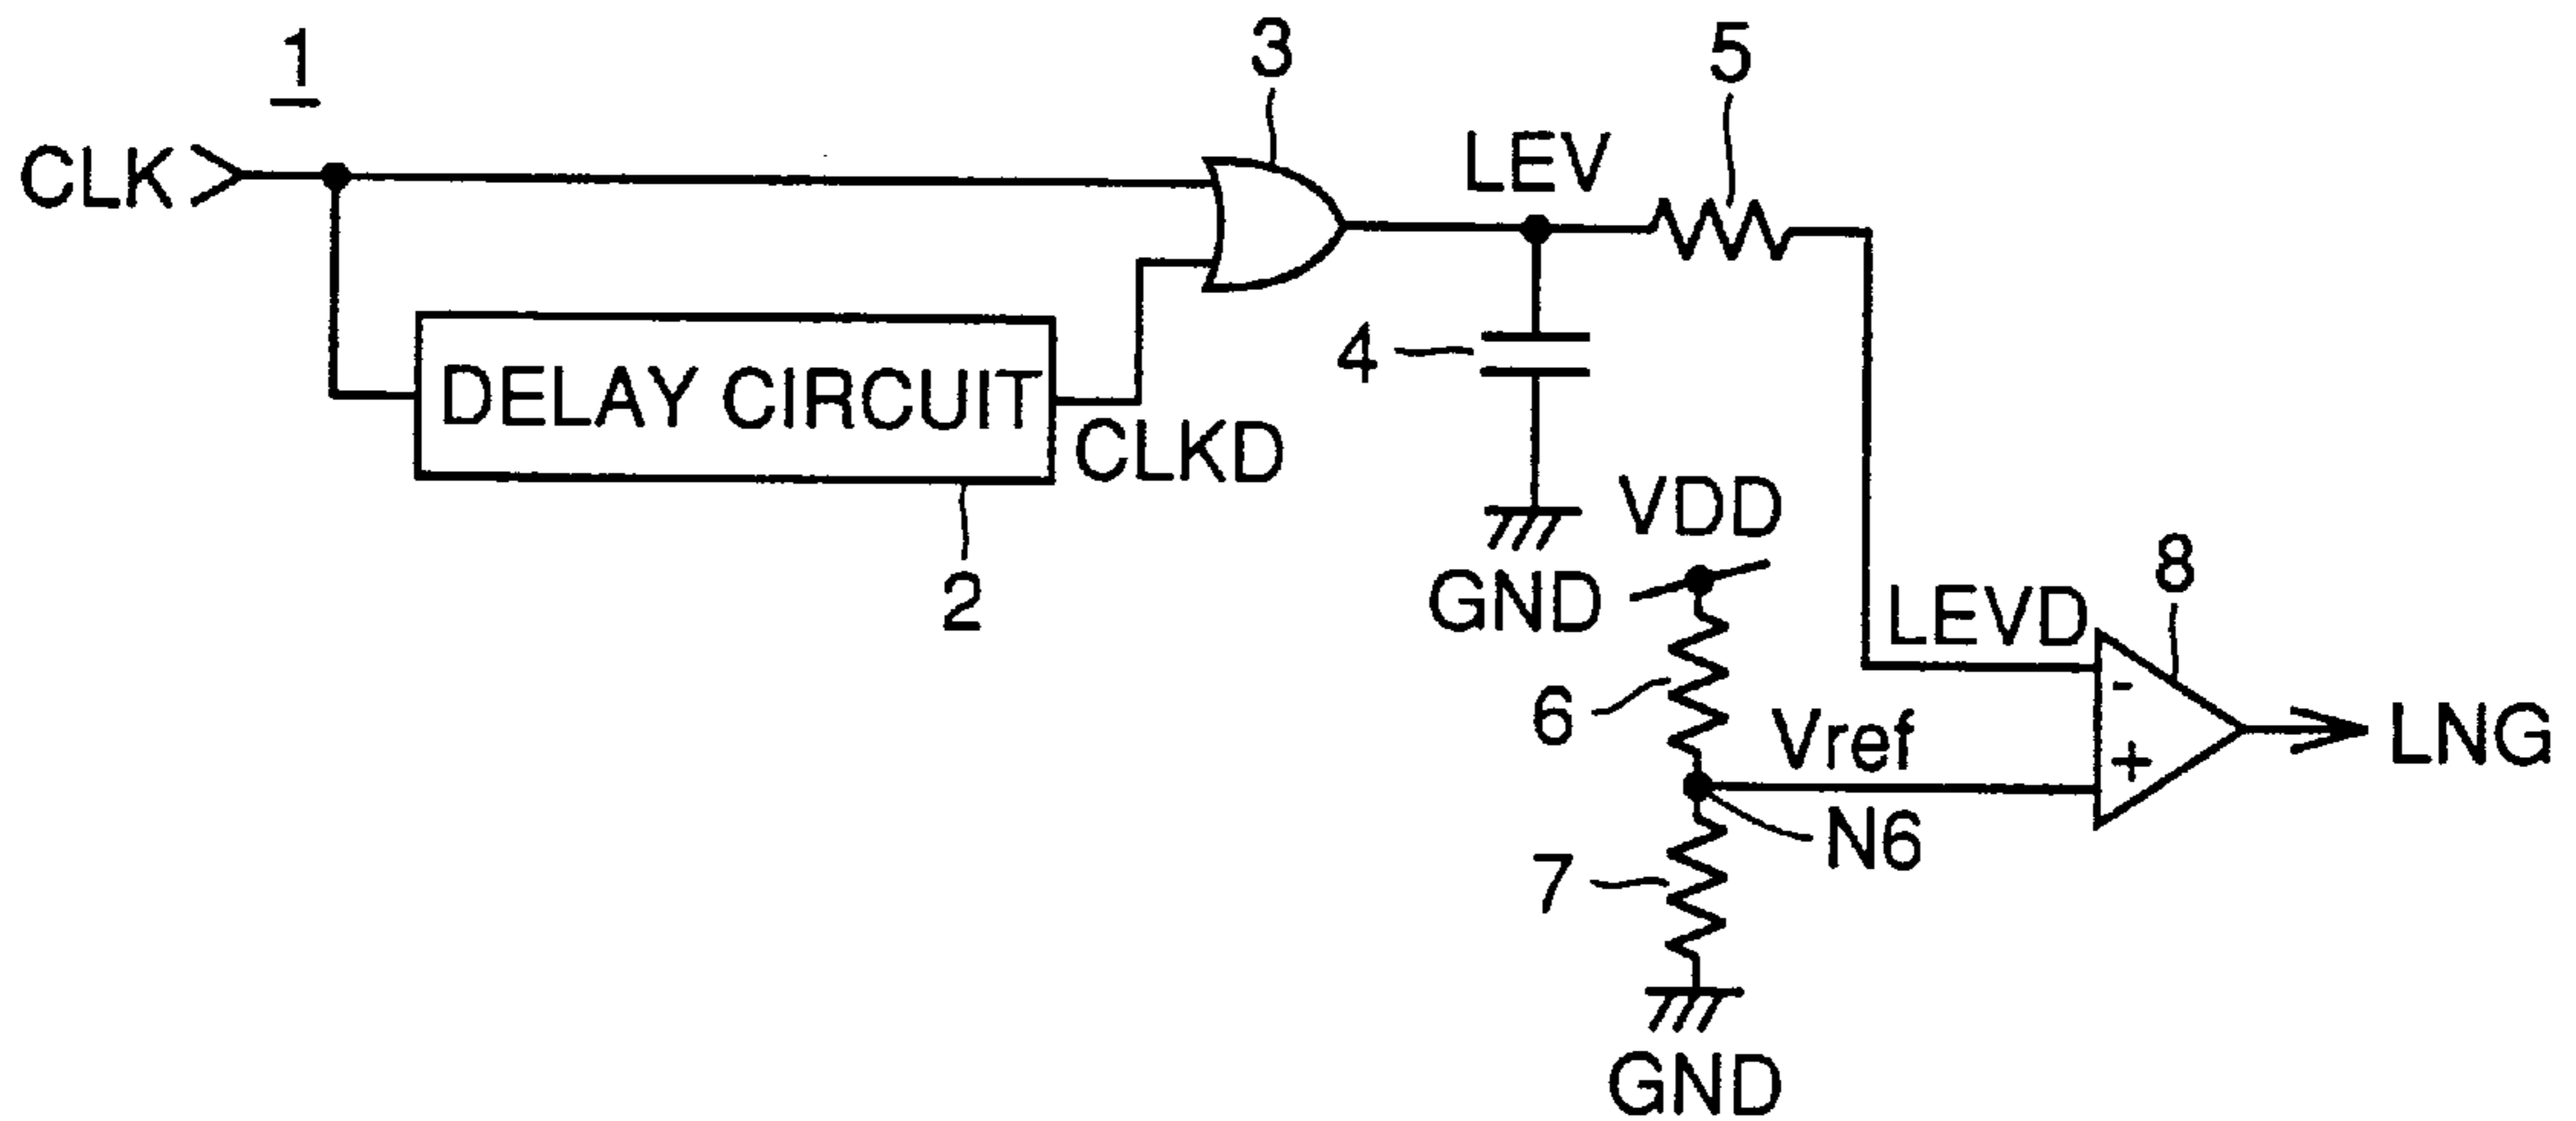 1
3
5
CLK
LEV
DELAY CIRCUIT
4
CLKD
VDD
2
GND
8
LEVD
-
6
Vref
+
LNG
N6
7
GND